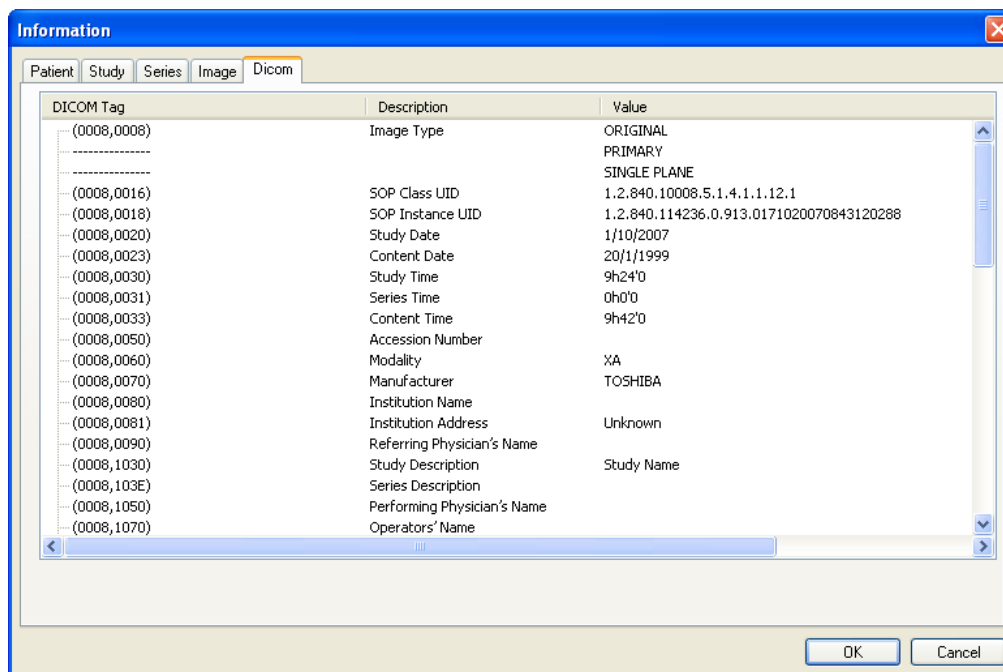 Information
Patient Study Series Image Dicom
DICOM Tag Description Value
(0008,0008) Image Type ORIGINAL
--------------- PRIMARY
--------------- SINGLE PLANE
(0008,0016) SOP Class UID 1.2.840.10008.5.1.4.1.1.12.1
(0008,0018) SOP Instance UID 1.2.840.114236.0.913.0171020070843120288
(0008,0020) Study Date 1/10/2007
(0008,0023) Content Date 20/1/1999
(0008,0030) Study Time 9h24'0
(0008,0031) Series Time 0h0'0
(0008,0033) Content Time 9h42'0
(0008,0050) Accession Number
(0008,0060) Modality XA
(0008,0070) Manufacturer TOSHIBA
(0008,0080) Institution Name
(0008,0081) Institution Address Unknown
(0008,0090) Referring Physician's Name
(0008,1030) Study Description Study Name
(0008,103E) Series Description
(0008,1050) Performing Physician's Name
(0008,1070) Operators' Name
OK Cancel